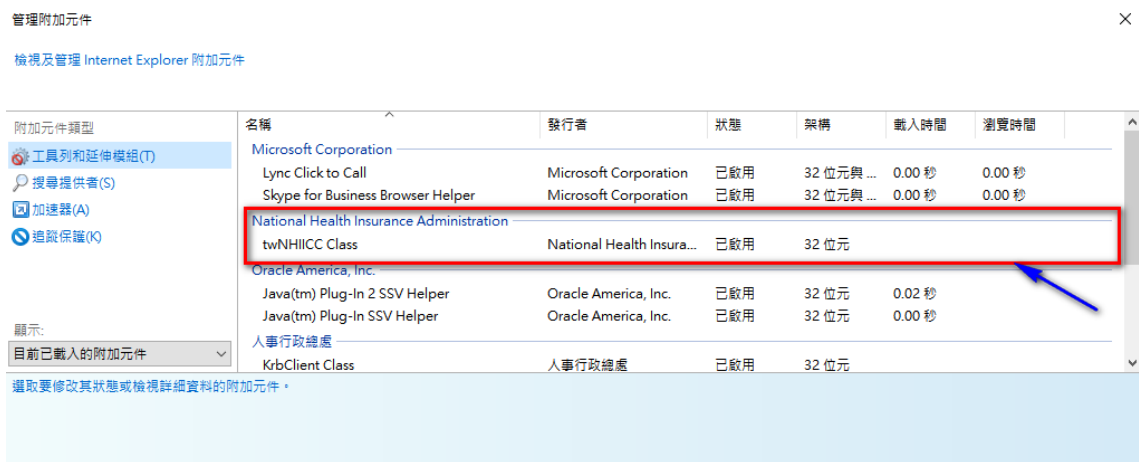 管理附加元件
檢視及管理 Internet Explorer 附加元件
附加元件類型
工具列和延伸模組(T)
搜尋提供者(S)
加速器(A)
追蹤保護(K)
顯示:
目前已載入的附加元件
名稱 發行者 狀態 架構 載入時間 瀏覽時間
Microsoft Corporation
Lync Click to Call Microsoft Corporation 已啟用 32 位元與 ... 0.00 秒 0.00 秒
Skype for Business Browser Helper Microsoft Corporation 已啟用 32 位元與 ... 0.00 秒 0.00 秒
National Health Insurance Administration
twNHIICC Class National Health Insura... 已啟用 32 位元
Oracle America, Inc.
Java(tm) Plug-In 2 SSV Helper Oracle America, Inc. 已啟用 32 位元 0.02 秒
Java(tm) Plug-In SSV Helper Oracle America, Inc. 已啟用 32 位元 0.00 秒
人事行政總處
KrbClient Class 人事行政總處 已啟用 32 位元
選取要修改其狀態或檢視詳細資料的附加元件。